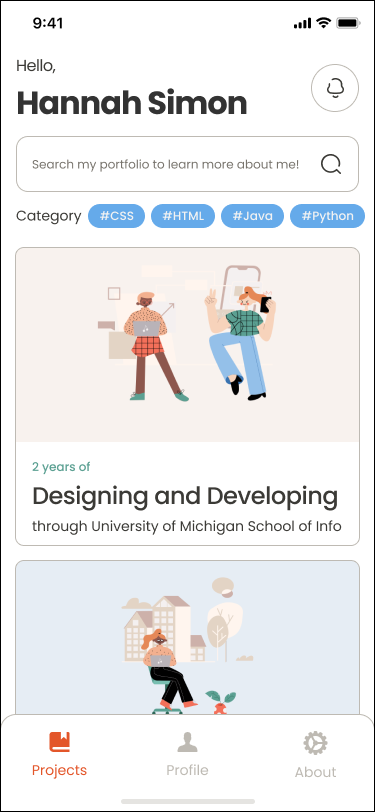 9:41
Hello,
Hannah Simon
Search my portfolio to learn more about me!
Category #CSS #HTML #Java #Python
2 years of
Designing and Developing
through University of Michigan School of Info
Projects Profile About